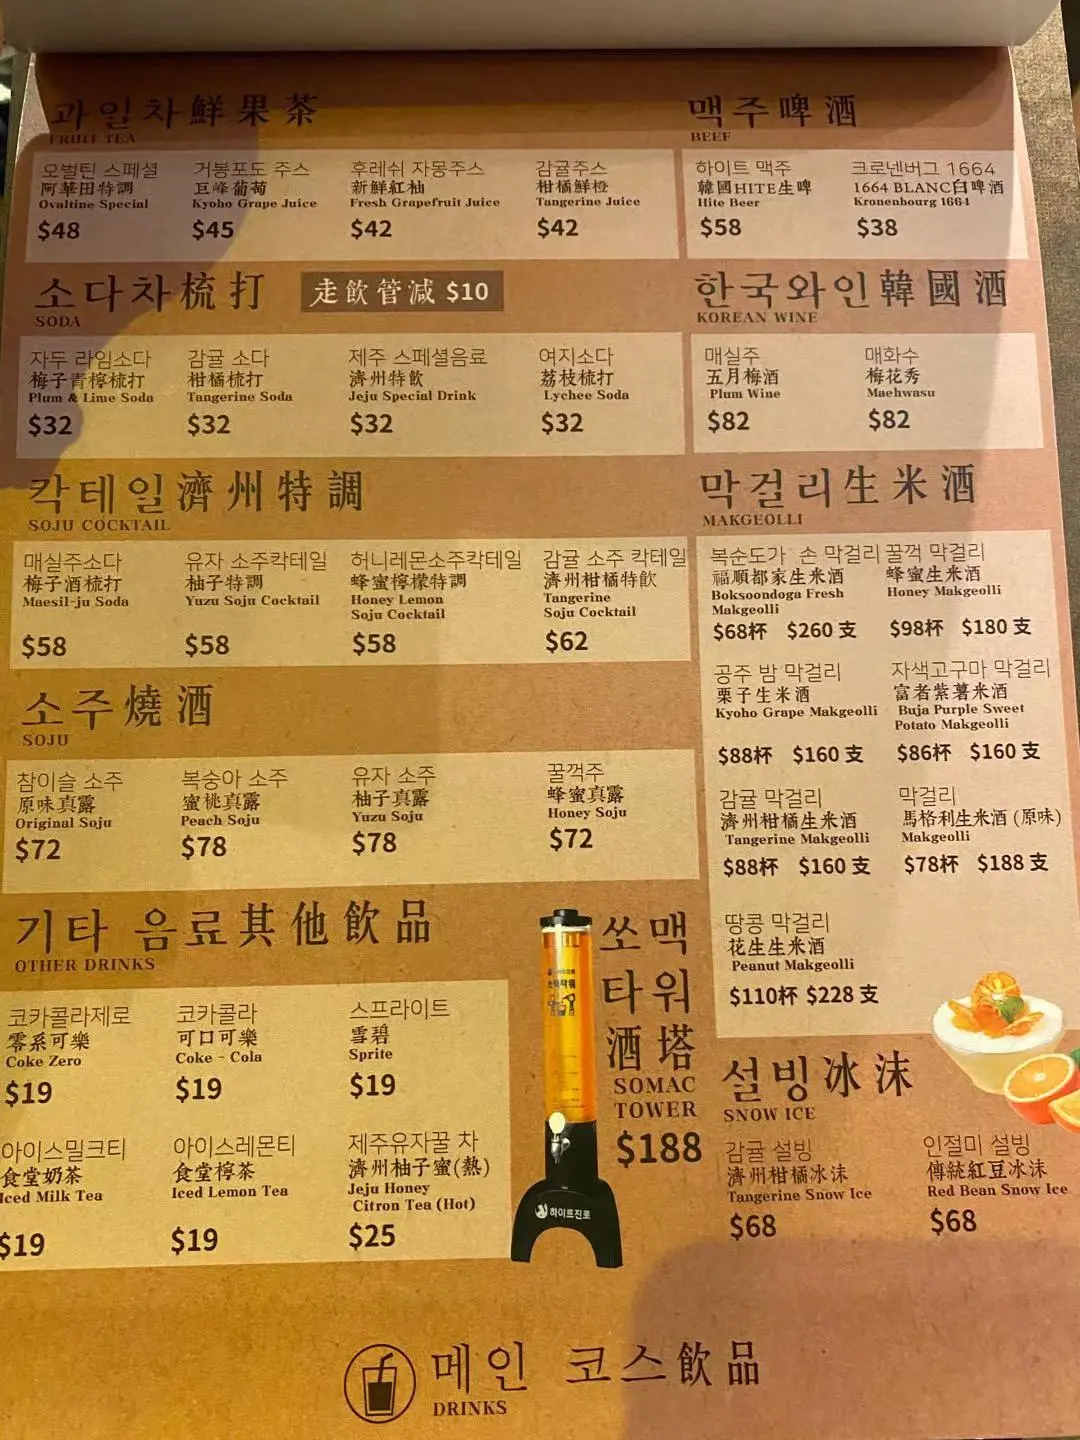 과일차鮮果茶
FRUIT TEA
오벌틴 스페셜
阿華田特調
Ovaltine Special
$48
거봉포도 주스
巨峰葡萄
Kyoho Grape Juice
$45
후레쉬 자몽주스
新鮮紅柚
Fresh Grapefruit Juice
$42
감귤주스
柑橘鮮橙
Tangerine Juice
$42
맥주啤酒
BEEF
하이트 맥주
韓國HITE生啤
Hite Beer
$58
크로넨버그 1664
1664 BLANC白啤酒
Kronenbourg 1664
$38
소다차梳打
SODA
走飲管減 $10
자두 라임소다
梅子青檸梳打
Plum & Lime Soda
$32
감귤 소다
柑橘梳打
Tangerine Soda
$32
제주 스페셜음료
濟州特飲
Jeju Special Drink
$32
여지소다
荔枝梳打
Lychee Soda
$32
한국와인韓國酒
KOREAN WINE
매실주
五月梅酒
Plum Wine
$82
매화수
梅花秀
Maehwasu
$82
칵테일濟州特調
SOJU COCKTAIL
매실주소다
梅子酒梳打
Maesil-ju Soda
$58
유자 소주칵테일
柚子特調
Yuzu Soju Cocktail
$58
허니레몬소주칵테일
蜂蜜檸檬特調
Honey Lemon
Soju Cocktail
$58
감귤 소주 칵테일
濟州柑橘特飲
Tangerine
Soju Cocktail
$62
막걸리生米酒
MAKGEOLLI
복순도가 손 막걸리
福順都家生米酒
Boksoondoga Fresh
Makgeolli
$68杯 $260 支
꿀꺽 막걸리
蜂蜜生米酒
Honey Makgeolli
$98杯 $180 支
공주 밤 막걸리
栗子生米酒
Kyoho Grape Makgeolli
$88杯 $160 支
자색고구마 막걸리
富者紫薯米酒
Buja Purple Sweet
Potato Makgeolli
$86杯 $160 支
감귤 막걸리
濟州柑橘生米酒
Tangerine Makgeolli
$88杯 $160 支
막걸리
馬格利生米酒 (原味)
Makgeolli
$78杯 $188 支
땅콩 막걸리
花生生米酒
Peanut Makgeolli
$110杯 $228 支
소주燒酒
SOJU
참이슬 소주
原味真露
Original Soju
$72
복숭아 소주
蜜桃真露
Peach Soju
$78
유자 소주
柚子真露
Yuzu Soju
$78
꿀꺽주
蜂蜜真露
Honey Soju
$72
기타 음료其他飲品
OTHER DRINKS
코카콜라제로
零系可樂
Coke Zero
$19
코카콜라
可口可樂
Coke - Cola
$19
스프라이트
雪碧
Sprite
$19
아이스밀크티
食堂奶茶
Iced Milk Tea
$19
아이스레몬티
食堂檸茶
Iced Lemon Tea
$19
제주유자꿀 차
濟州柚子蜜(熱)
Jeju Honey
Citron Tea (Hot)
$25
쏘맥
타워
酒塔
SOMAC
TOWER
$188
하이트진로
설빙冰沫
SNOW ICE
감귤 설빙
濟州柑橘冰沫
Tangerine Snow Ice
$68
인절미 설빙
傳統紅豆冰沫
Red Bean Snow Ice
$68
메인 코스飲品
DRINKS